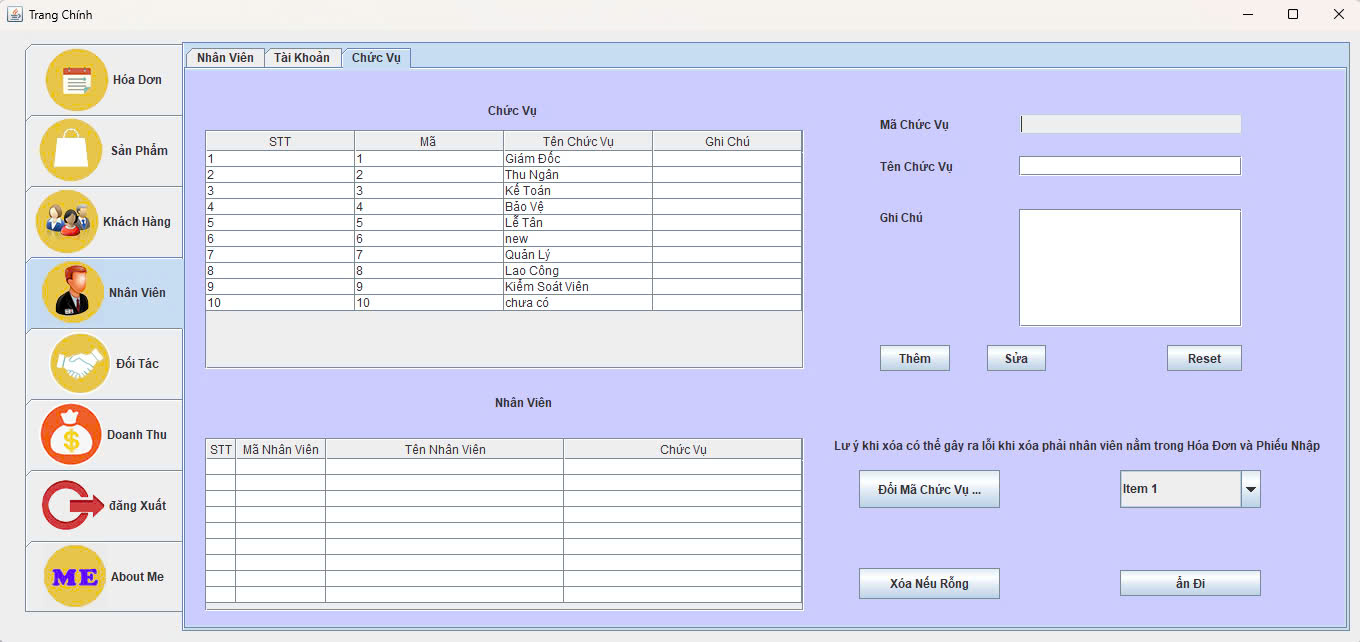 Trang Chính
Hóa Dơn
Sản Phẩm
Khách Hàng
Nhân Viên
Đối Tác
Doanh Thu
đăng Xuất
ME About Me
Nhân Viên Tài Khoản Chức Vụ
Chức Vụ
STT Mã Tên Chức Vụ Ghi Chú
1 1 Giám Đốc
2 2 Thu Ngân
3 3 Kế Toán
4 4 Bảo Vệ
5 5 Lễ Tân
6 6 new
7 7 Quản Lý
8 8 Lao Công
9 9 Kiểm Soát Viên
10 10 chưa có
Mã Chức Vụ
Tên Chức Vụ
Ghi Chú
Thêm Sửa Reset
Nhân Viên
STT Mã Nhân Viên Tên Nhân Viên Chức Vụ
Lư ý khi xóa có thể gây ra lỗi khi xóa phải nhân viên nằm trong Hóa Đơn và Phiếu Nhập
Đổi Mã Chức Vụ ... Item 1
Xóa Nếu Rỗng ẩn Đi